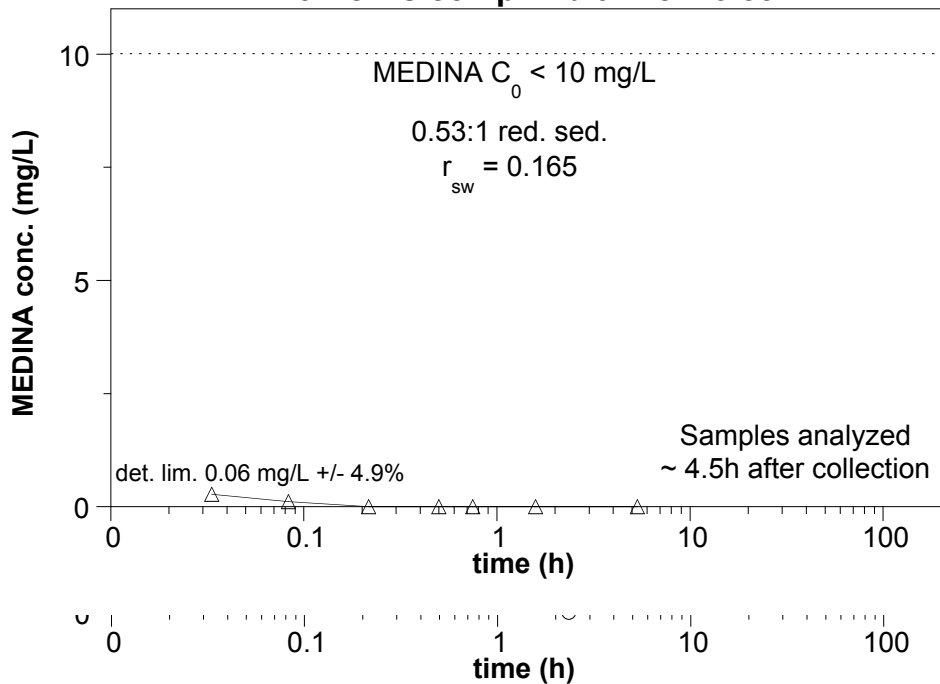 10
MEDINA C0 < 10 mg/L
0.53:1 red. sed.
rsw = 0.165
MEDINA conc. (mg/L)
5
Samples analyzed
~ 4.5h after collection
det. lim. 0.06 mg/L +/- 4.9%
0
0 0.1 1 10 100
time (h)
0
0 0.1 1 10 100
time (h)